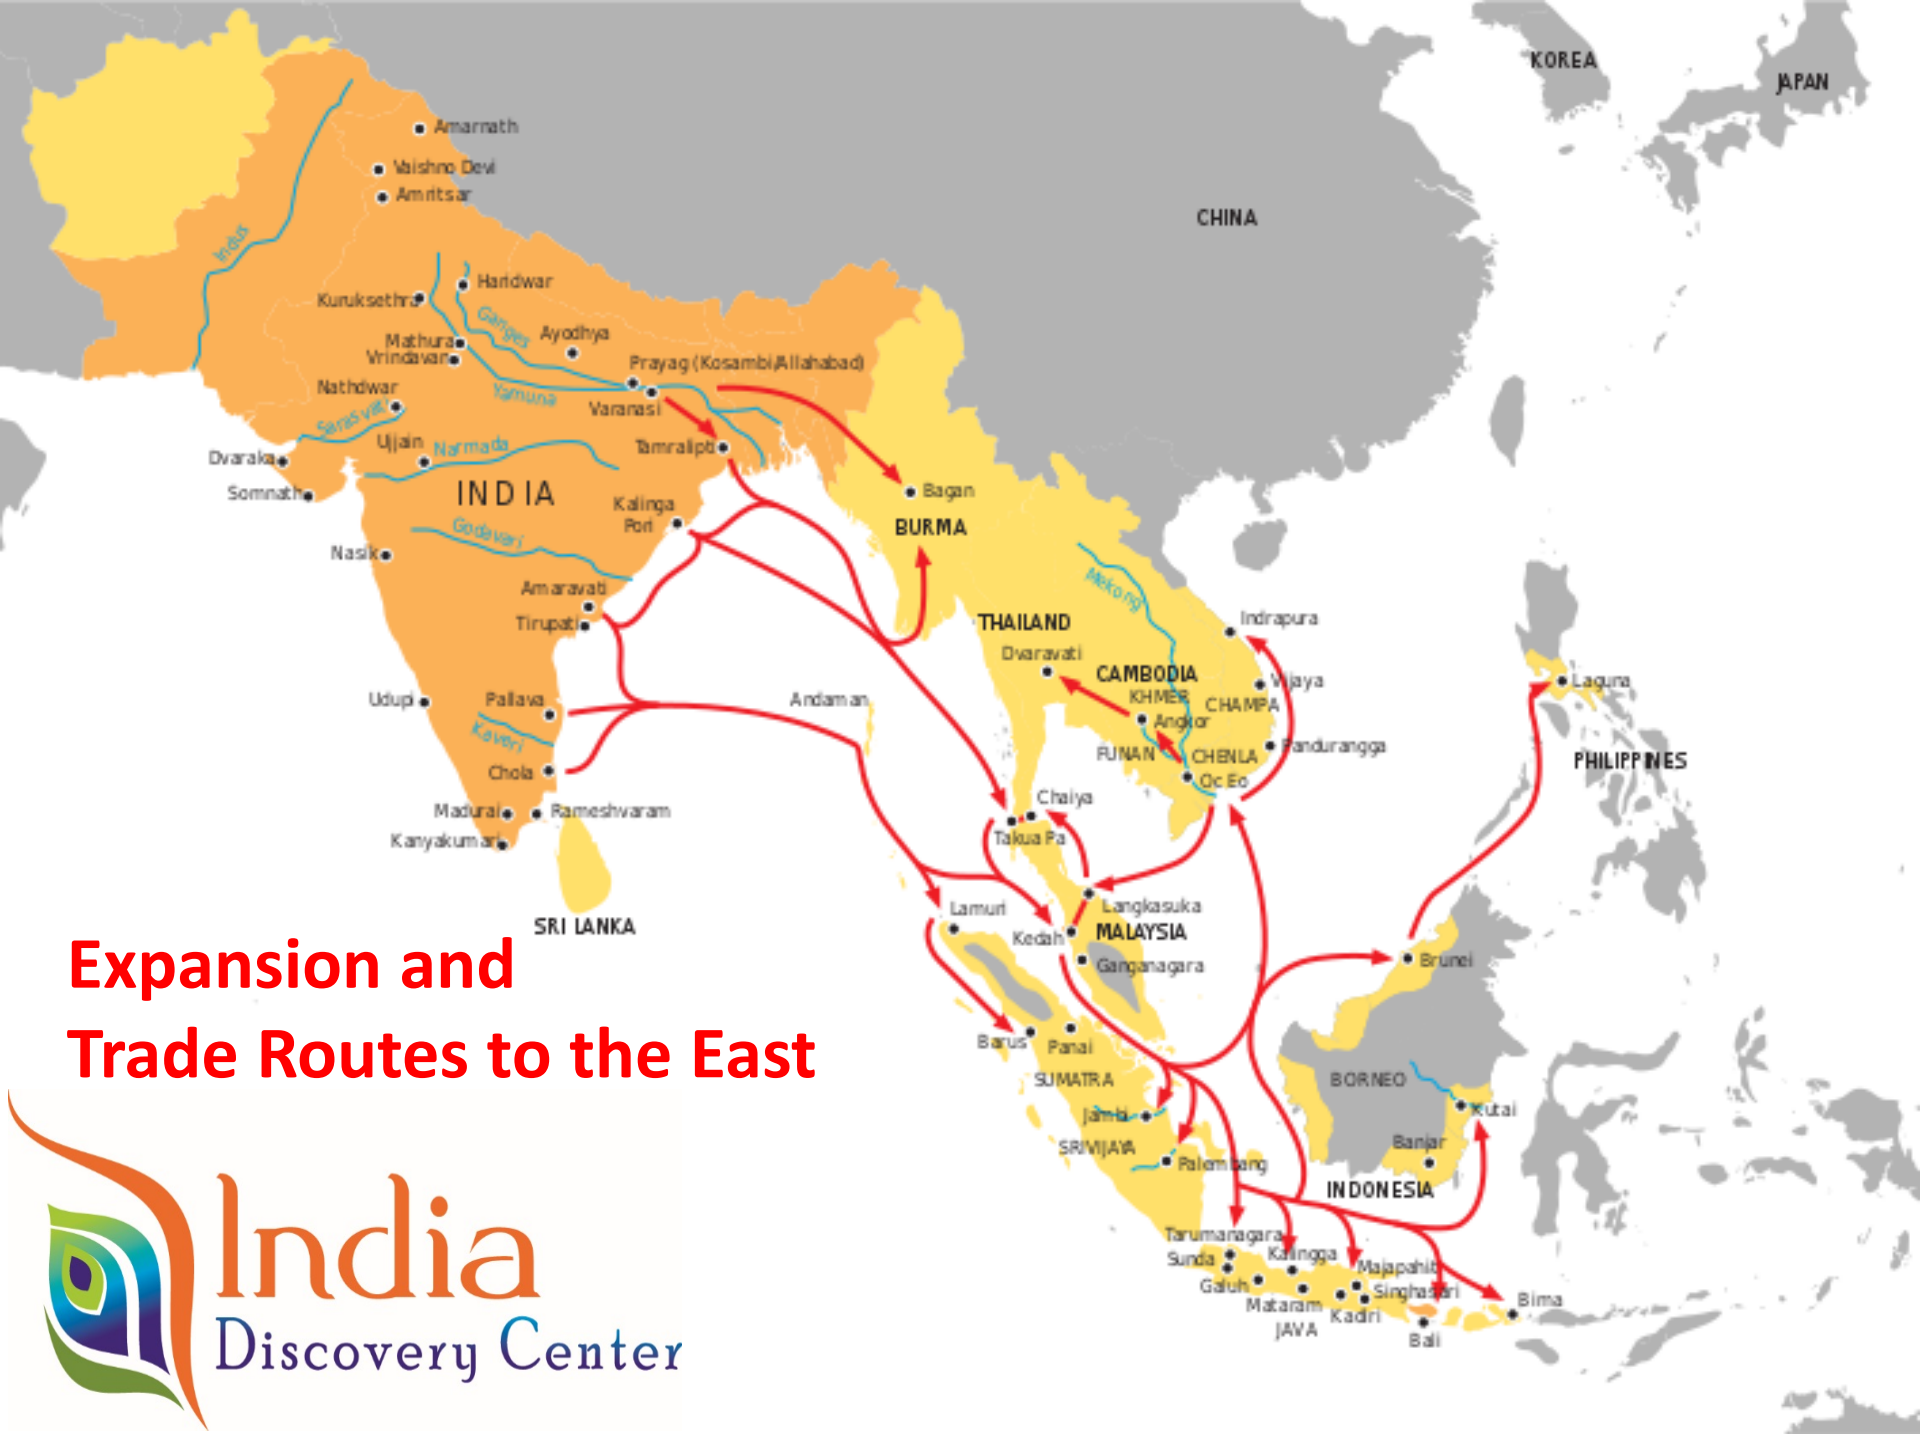 KOREA
JAPAN
Amarnath
Vaishno Devi
Amritsar
CHINA
Indus
Haridwar
Kuruksethra
Ganges
Ayodhya
Mathura
Vrindavan
Prayag (Kosambi/Allahabad)
Nathdwar
Yamuna
Varanasi
Sarasvati
Ujjain
Narmada
Tamralipti
Dvaraka
Somnath
INDIA
Bagan
Kalinga
Pori
BURMA
Godavari
Nasik
Amaravati
Mekong
Tirupati
THAILAND
Indrapura
Dvaravati
CAMBODIA
KHMER
Vijaya
Laguna
Udupi
Pallava
Andaman
CHAMPA
Angkor
Kaveri
FUNAN
CHENLA
Pandurangga
PHILIPPINES
Chola
Oc Eo
Chaiya
Madurai
Rameshvaram
Takua Pa
Kanyakumari
Lamuri
Langkasuka
SRI LANKA
Kedah
MALAYSIA
Expansion and
Trade Routes to the East
Ganganagara
Brunei
Barus
Panai
SUMATRA
BORNEO
Jambi
Kutai
SRIVIJAYA
Banjar
Palembang
INDONESIA
Tarumanagara
Sunda
Kalingga
Majapahit
Galuh
Singhasari
Mataram
Kadiri
Bima
JAVA
Bali
India
Discovery Center